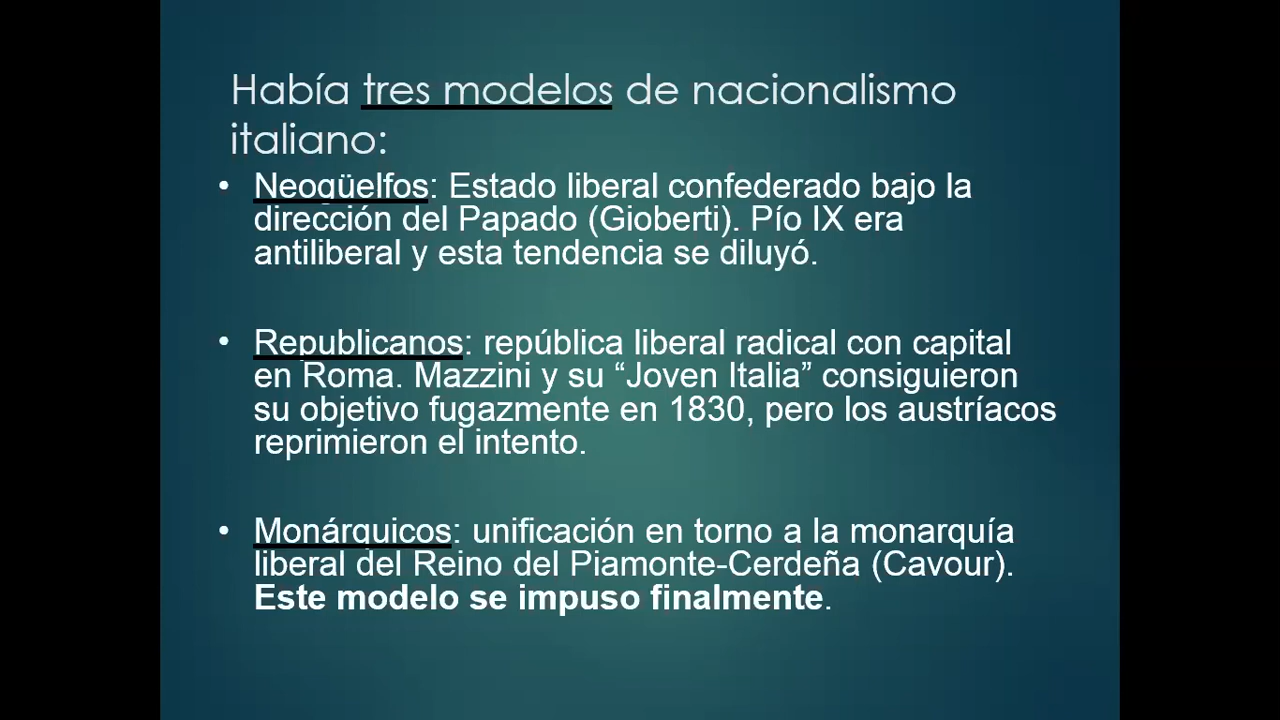 Había tres modelos de nacionalismo
italiano:
• Neogüelfos: Estado liberal confederado bajo la
dirección del Papado (Gioberti). Pío IX era
antiliberal y esta tendencia se diluyó.
• Republicanos: república liberal radical con capital
en Roma. Mazzini y su “Joven Italia” consiguieron
su objetivo fugazmente en 1830, pero los austríacos
reprimieron el intento.
• Monárquicos: unificación en torno a la monarquía
liberal del Reino del Piamonte-Cerdeña (Cavour).
Este modelo se impuso finalmente.